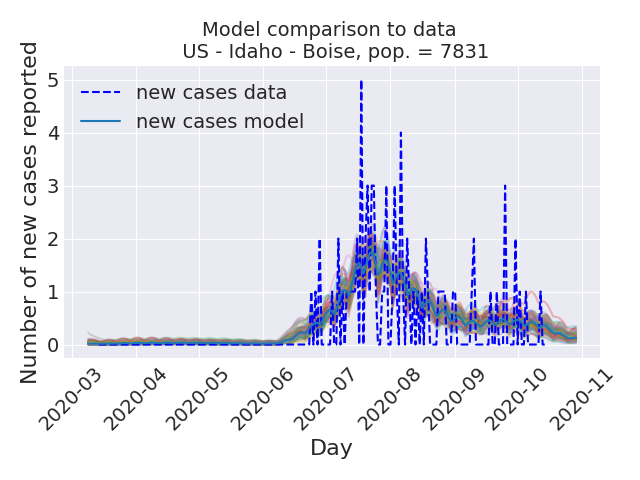 Model comparison to data
US - Idaho - Boise, pop. = 7831
Number of new cases reported
5
4
3
2
1
0
new cases data
new cases model
2020-03
2020-04
2020-05
2020-06
2020-07
2020-08
2020-09
2020-10
2020-11
Day